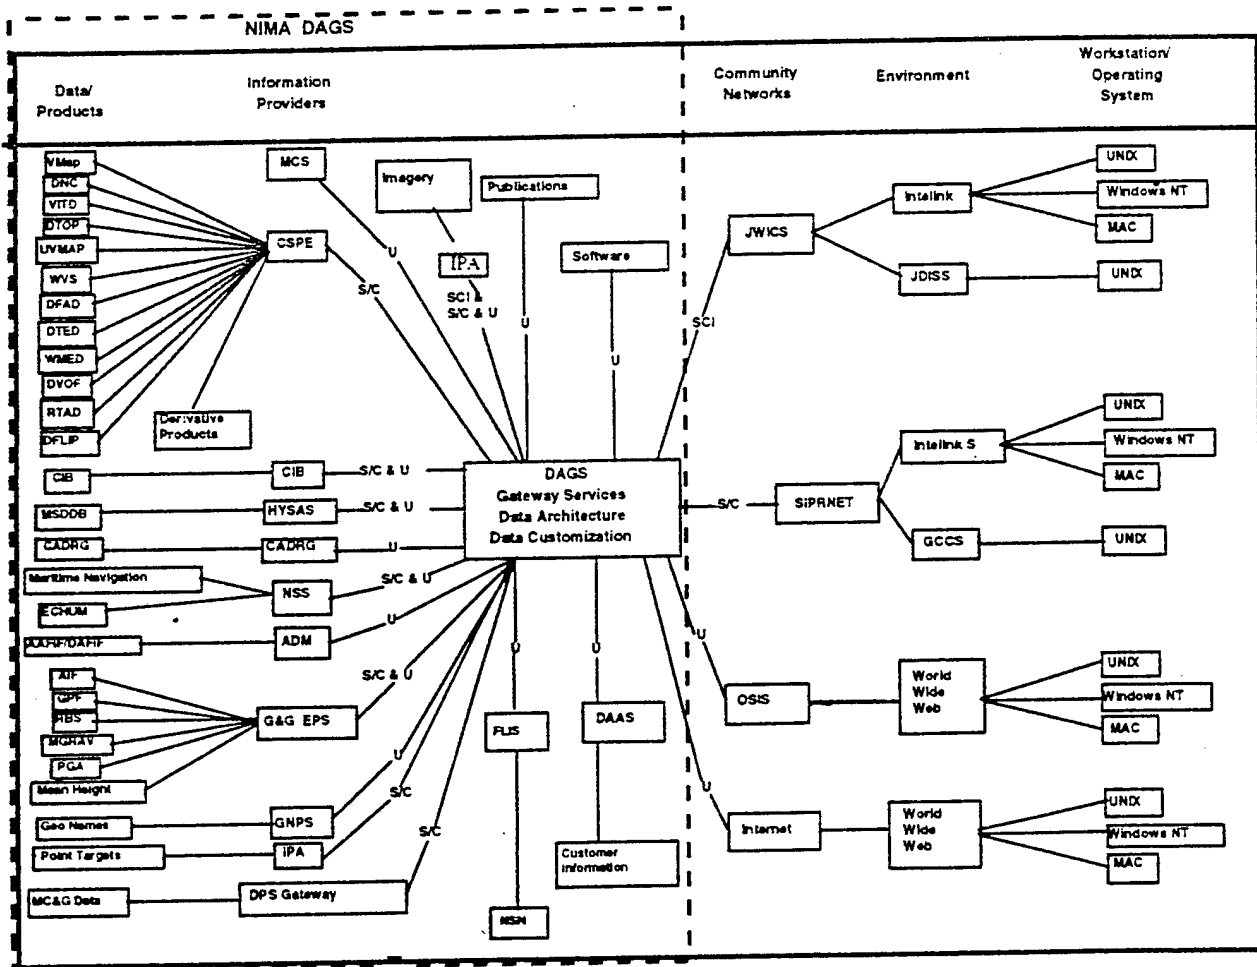 NIMA DAGS
Data/
Products
Information
Providers
Community
Networks
Environment
Workstation/
Operating
System
VMap
DNC
VITD
DTOP
UVMAP
WVS
DFAD
DTED
WMED
DVOF
RTAD
DFLIP
Derivative
Products
MCS
CSPE
Imagery
Publications
IPA
Software
U
S/C
SCI &
S/C & U
U
U
CIB
CIB
S/C & U
MSDDB
HYSAS
S/C & U
CADRG
CADRG
U
Maritime Navigation
ECHUM
NSS
S/C & U
AAFIF/DAFIF
ADM
U
AIF
GPF
HBS
MGRAV
PGA
Mean Height
G&G EPS
S/C & U
Geo Names
GNPS
U
Point Targets
IPA
S/C
MC&G Data
DPS Gateway
S/C
DAGS
Gateway Services
Data Architecture
Data Customization
U
FLIS
NSN
U
DAAS
Customer
Information
SCI
JWICS
Intelink
UNIX
Windows NT
MAC
JDISS
UNIX
S/C
SIPRNET
Intelink S
UNIX
Windows NT
MAC
GCCS
UNIX
U
OSIS
World
Wide
Web
UNIX
Windows NT
MAC
U
Internet
World
Wide
Web
UNIX
Windows NT
MAC